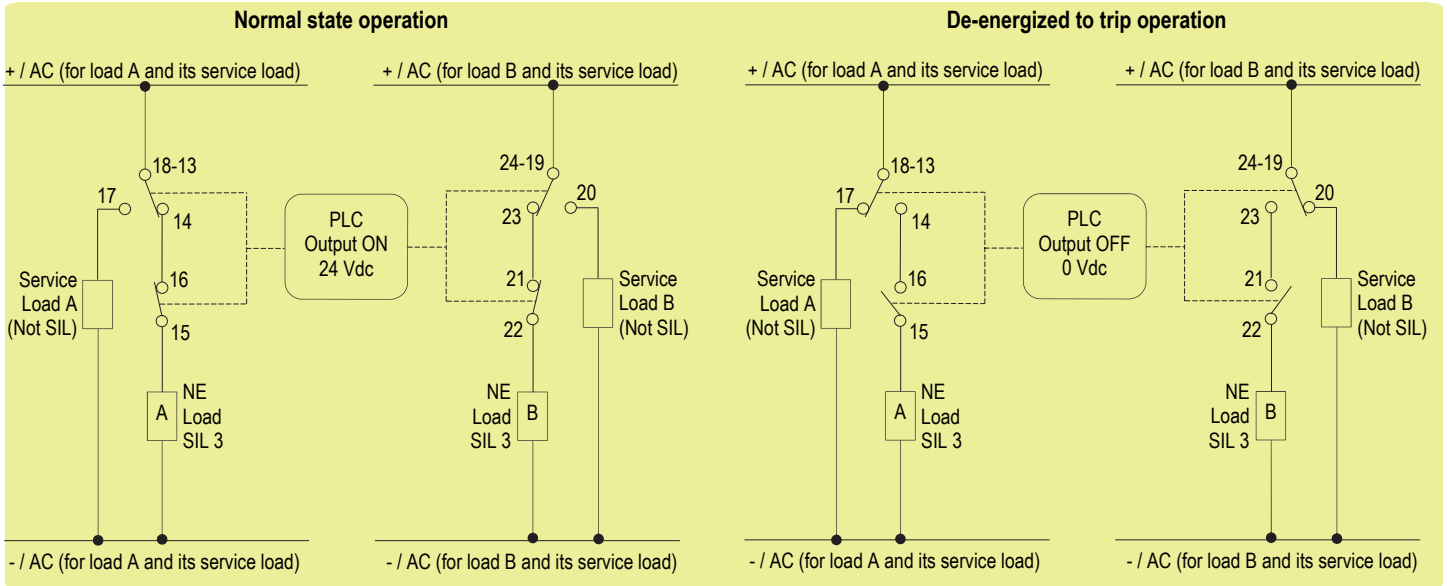 Normal state operation
+ / AC (for load A and its service load)
+ / AC (for load B and its service load)
18-13
17
14
16
15
Service
Load A
(Not SIL)
A
NE
Load
SIL 3
PLC
Output ON
24 Vdc
24-19
20
23
21
22
Service
Load B
(Not SIL)
NE
Load
SIL 3
B
- / AC (for load A and its service load)
- / AC (for load B and its service load)
De-energized to trip operation
+ / AC (for load A and its service load)
+ / AC (for load B and its service load)
18-13
17
14
16
15
Service
Load A
(Not SIL)
A
NE
Load
SIL 3
PLC
Output OFF
0 Vdc
24-19
20
23
21
22
Service
Load B
(Not SIL)
NE
Load
SIL 3
B
- / AC (for load A and its service load)
- / AC (for load B and its service load)